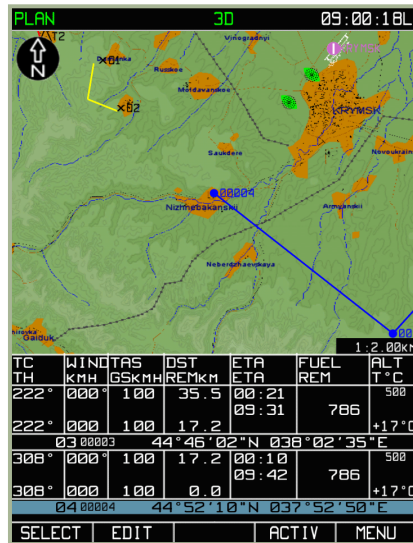 PLAN 3D 09:00:18L
T2
Vinogradnyi
N
Ruzeko
Moldavanskoe
KRYMSK
Saukdere
Novoukrain
00004
Nizhnebakanskii
Armyanskii
Neberdzhaevskaya
Gaiduk
1:2.00KM
TC WIND TAS DST ETA FUEL ALT
TH KMH GSKMH REMKM ETA REM T°C
222° 000° 100 35.5 00:21 500
09:31 786
222° 000 100 17.2 +17°C
03 00003 44°46'02"N 038°02'35"E
308° 000° 100 17.2 00:10 500
09:42 786
308° 000 100 0.0 +17°C
04 00004 44°52'10"N 037°52'50"E
SELECT EDIT ACTIV MENU